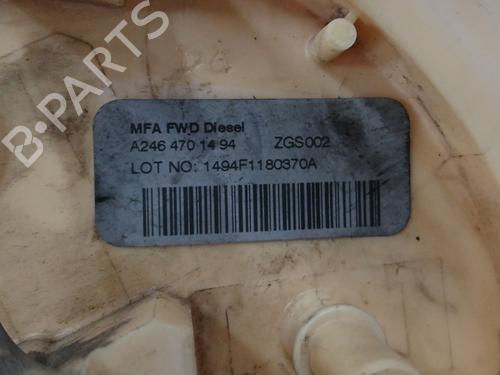 B-PARTS
MFA FWD Diesel
A246 470 14 94 ZGS002
LOT NO: 1494F1180370A